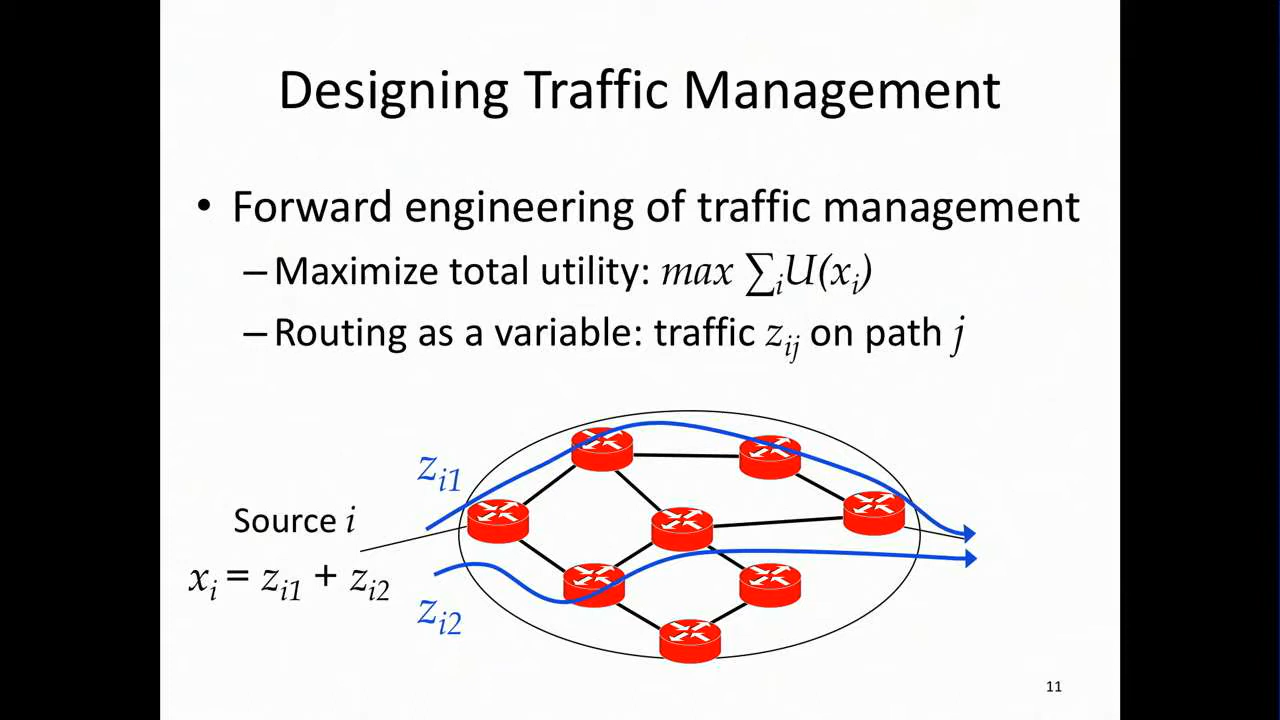 Designing Traffic Management
• Forward engineering of traffic management
–Maximize total utility: max ∑ᵢU(xᵢ)
–Routing as a variable: traffic zᵢⱼ on path j
zᵢ₁
Source i
xᵢ = zᵢ₁ + zᵢ₂
zᵢ₂
11